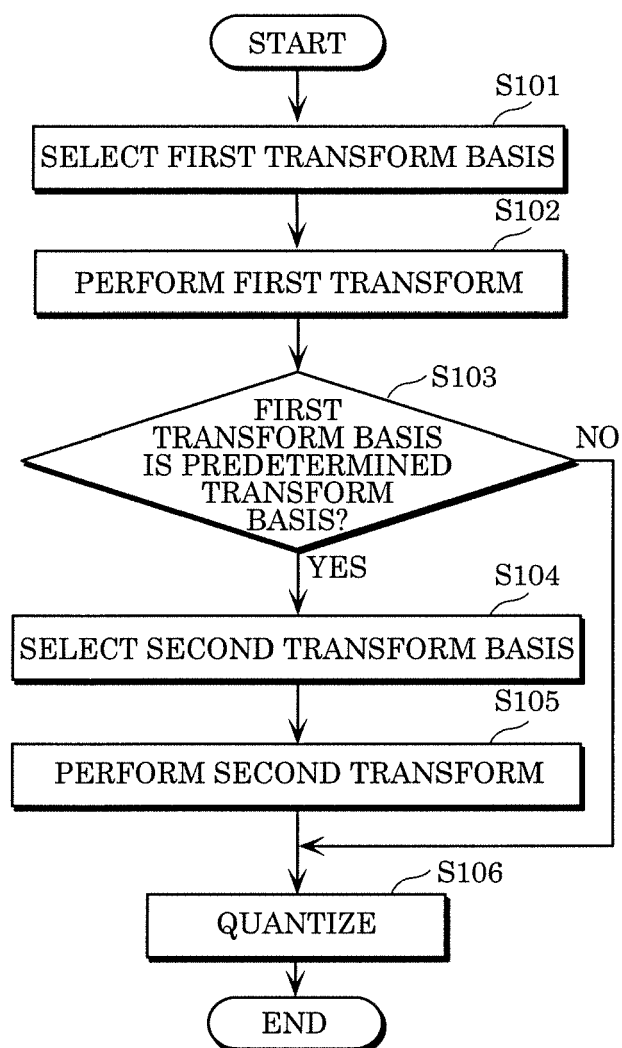 START
S101
SELECT FIRST TRANSFORM BASIS
S102
PERFORM FIRST TRANSFORM
S103
FIRST
TRANSFORM BASIS
IS PREDETERMINED
TRANSFORM
BASIS?
NO
YES
S104
SELECT SECOND TRANSFORM BASIS
S105
PERFORM SECOND TRANSFORM
S106
QUANTIZE
END